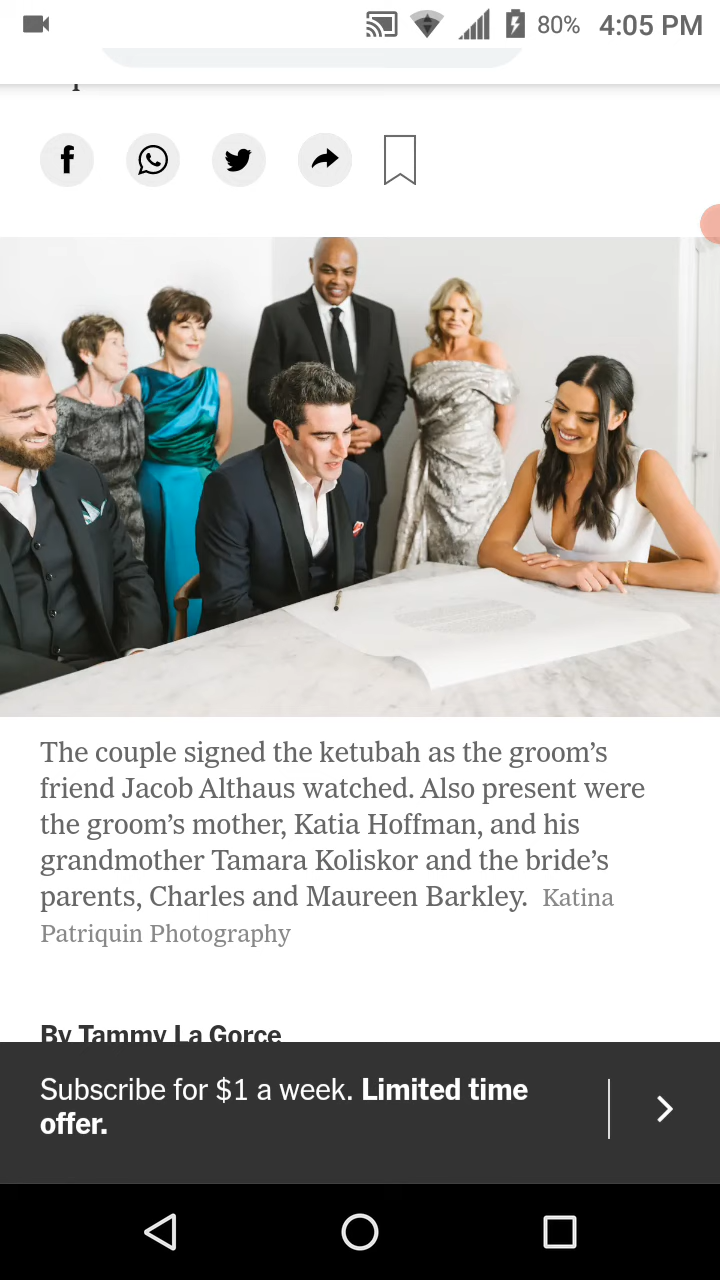 80% 4:05 PM
The couple signed the ketubah as the groom’s
friend Jacob Althaus watched. Also present were
the groom’s mother, Katia Hoffman, and his
grandmother Tamara Koliskor and the bride’s
parents, Charles and Maureen Barkley. Katina
Patriquin Photography
By Tammy La Gorce
Subscribe for $1 a week. Limited time
offer.